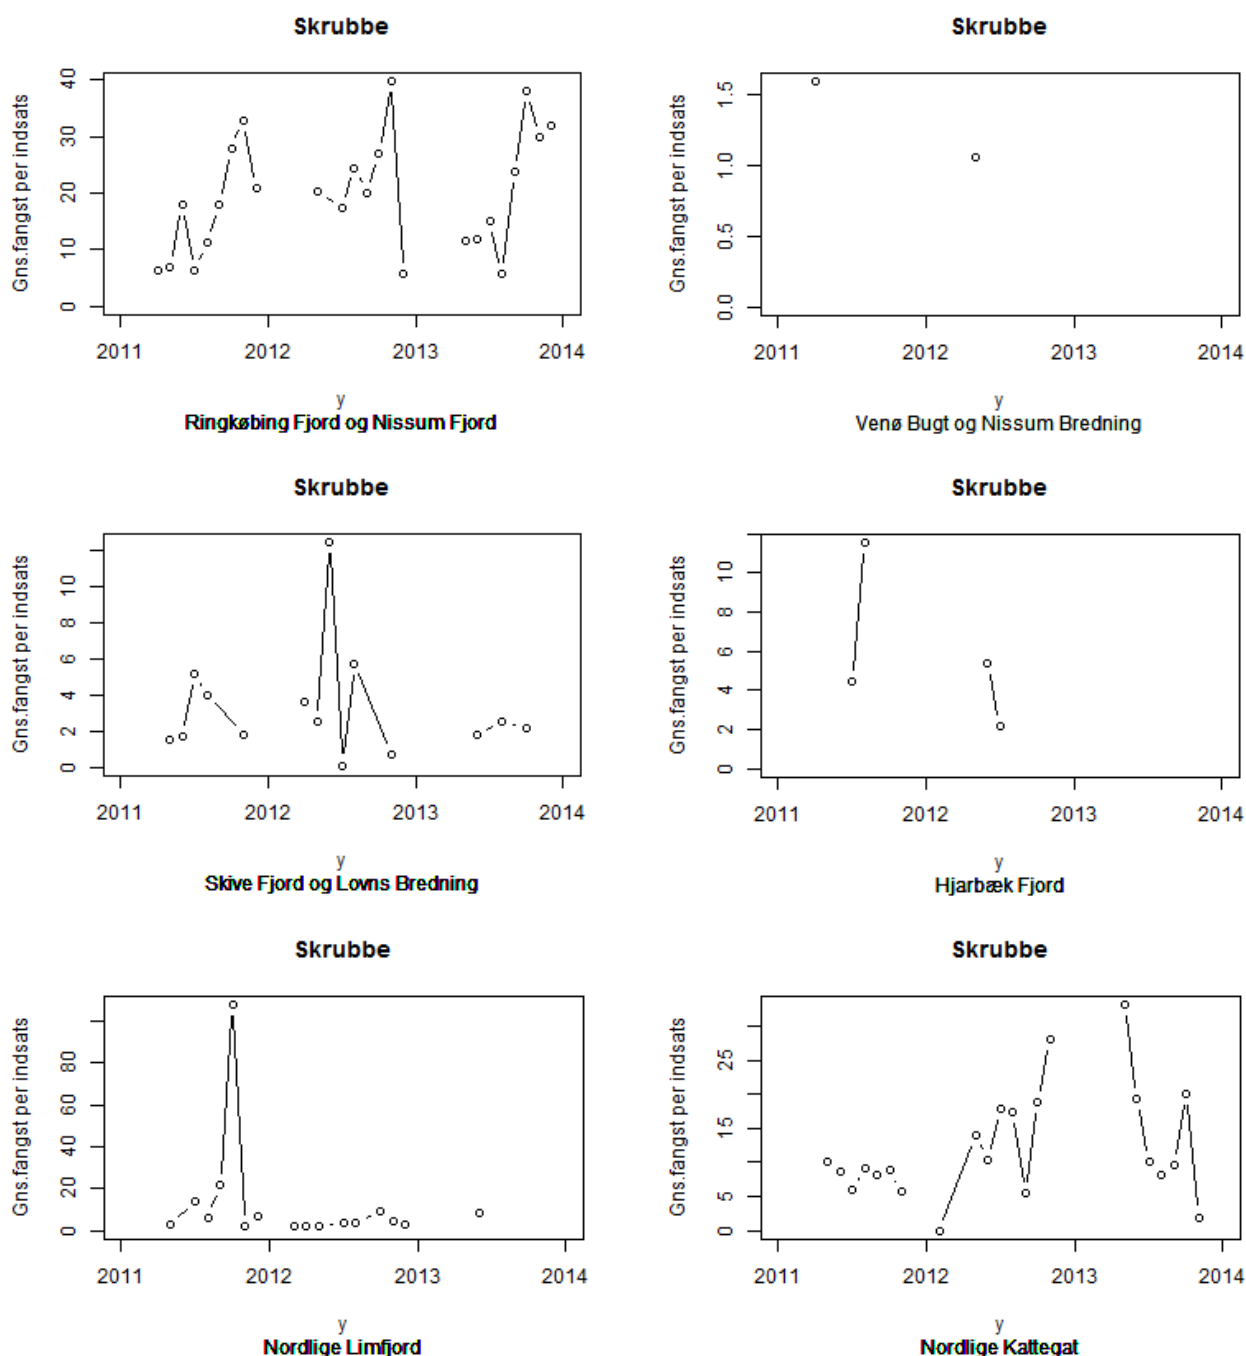 Skrubbe
Gns.fangst per indsats
0 10 20 30 40
2011 2012 2013 2014
y
Ringkøbing Fjord og Nissum Fjord
Skrubbe
Gns.fangst per indsats
0.0 0.5 1.0 1.5
2011 2012 2013 2014
y
Venø Bugt og Nissum Bredning
Skrubbe
Gns.fangst per indsats
0 2 4 6 8 10
2011 2012 2013 2014
y
Skive Fjord og Lovns Bredning
Skrubbe
Gns.fangst per indsats
0 2 4 6 8 10
2011 2012 2013 2014
y
Hjarbæk Fjord
Skrubbe
Gns.fangst per indsats
0 20 40 60 80
2011 2012 2013 2014
y
Nordlige Limfjord
Skrubbe
Gns.fangst per indsats
0 5 15 25
2011 2012 2013 2014
y
Nordlige Kattegat